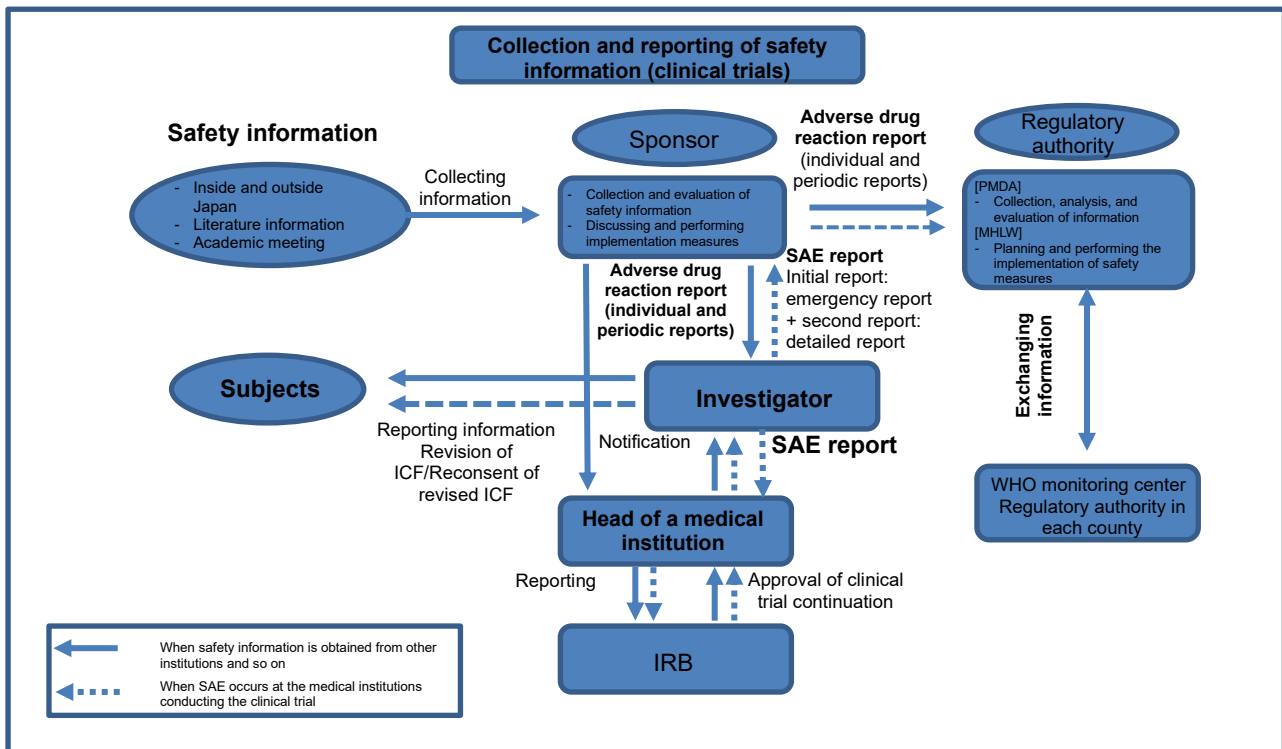 Collection and reporting of safety
information (clinical trials)
Safety information
- Inside and outside
Japan
- Literature information
- Academic meeting
Collecting
information
Sponsor
- Collection and evaluation of
safety information
- Discussing and performing
implementation measures
Adverse drug
reaction report
(individual and
periodic reports)
Regulatory
authority
[PMDA]
- Collection, analysis, and
evaluation of information
[MHLW]
- Planning and performing the
implementation of safety
measures
Adverse drug
reaction report
(individual and
periodic reports)
SAE report
Initial report:
emergency report
+ second report:
detailed report
Exchanging
information
Subjects
Investigator
Reporting information
Revision of
ICF/Reconsent of
revised ICF
Notification
SAE report
WHO monitoring center
Regulatory authority in
each county
Head of a medical
institution
Reporting
Approval of clinical
trial continuation
IRB
When safety information is obtained from other
institutions and so on
When SAE occurs at the medical institutions
conducting the clinical trial